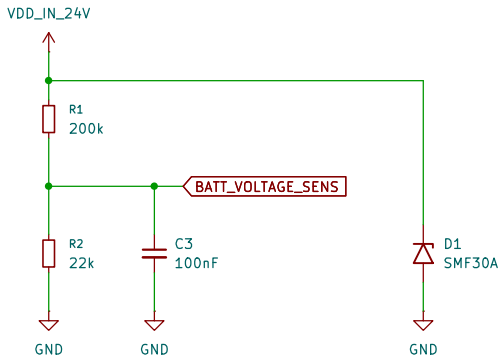 VDD_IN_24V
R1
200k
BATT_VOLTAGE_SENS
R2
22k
C3
100nF
D1
SMF30A
GND
GND
GND